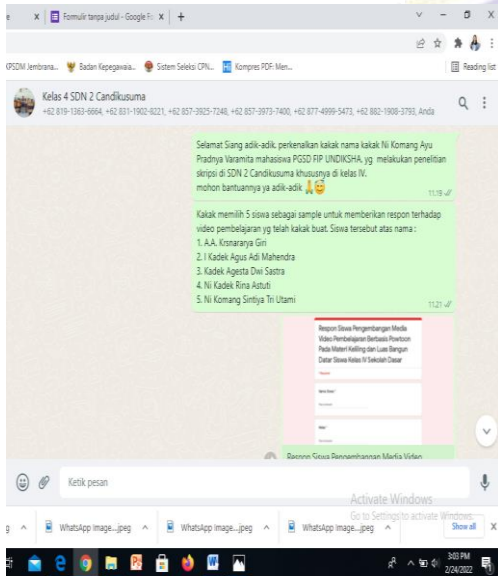 Formulir tanpa judul - Google Fo
Jembrana...
Badan Kepegawaia...
Sistem Seleksi CPN...
Kompres PDF: Men...
Reading list
Kelas 4 SDN 2 Candikusuma
+62 819-1363-6664, +62 831-1902-8221, +62 857-3925-7248, +62 857-3973-7400, +62 877-4999-5473, +62 882-1908-3793, Anda
Selamat Siang adik-adik. perkenalkan kakak nama kakak Ni Komang Ayu
Pradnya Varamita mahasiswa PGSD FIP UNDIKSHA. yg melakukan penelitian
skripsi di SDN 2 Candikusuma khususnya di kelas IV.
mohon bantuannya ya adik-adik 🙏😇
11.19
Kakak memilih 5 siswa sebagai sample untuk memberikan respon terhadap
video pembelajaran yg telah kakak buat. Siswa tersebut atas nama :
1. A.A. Krsnararya Giri
2. I Kadek Agus Adi Mahendra
3. Kadek Agesta Dwi Sastra
4. Ni Kadek Rina Astuti
5. Ni Komang Sintiya Tri Utami
11.21
Respon Siswa Pengembangan Media
Video Pembelajaran Berbasis Powtoon
Pada Materi Keliling dan Luas Bangun
Datar Siswa Kelas IV Sekolah Dasar
Respon Siswa Pengembangan Media Video
Ketik pesan
Activate Windows
Go to Settings to activate Windows.
WhatsApp Image....jpeg
WhatsApp Image....jpeg
WhatsApp Image....jpeg
Show all
3:03 PM
2/24/2022